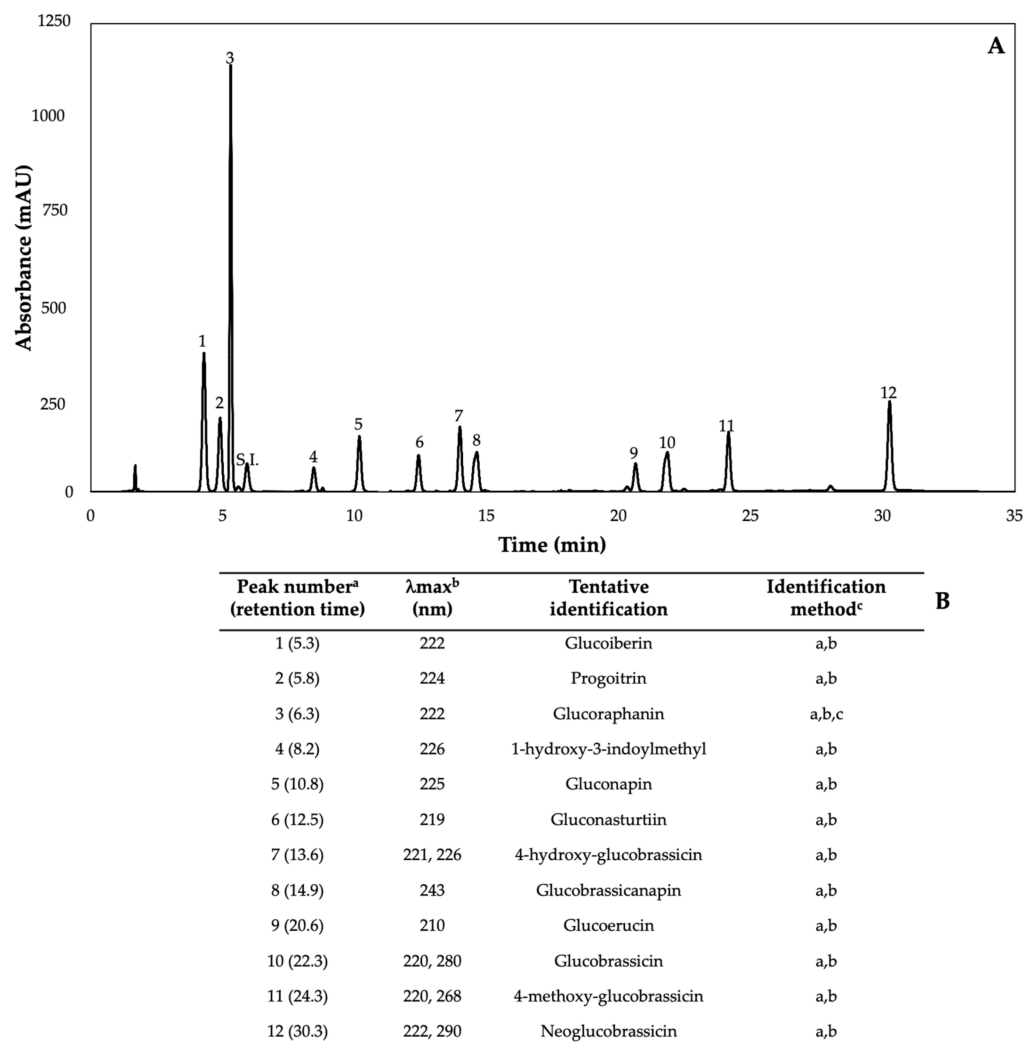 1250
A
3
1000
Absorbance (mAU)
750
500
1
250
2
S.I.
4
5
6
7
8
9
10
11
12
0
0 5 10 15 20 25 30 35
Time (min)
Peak numberᵃ (retention time) λmaxᵇ (nm) Tentative identification Identification methodᶜ B
1 (5.3) 222 Glucoiberin a,b
2 (5.8) 224 Progoitrin a,b
3 (6.3) 222 Glucoraphanin a,b,c
4 (8.2) 226 1-hydroxy-3-indoylmethyl a,b
5 (10.8) 225 Gluconapin a,b
6 (12.5) 219 Gluconasturtiin a,b
7 (13.6) 221, 226 4-hydroxy-glucobrassicin a,b
8 (14.9) 243 Glucobrassicanapin a,b
9 (20.6) 210 Glucoerucin a,b
10 (22.3) 220, 280 Glucobrassicin a,b
11 (24.3) 220, 268 4-methoxy-glucobrassicin a,b
12 (30.3) 222, 290 Neoglucobrassicin a,b